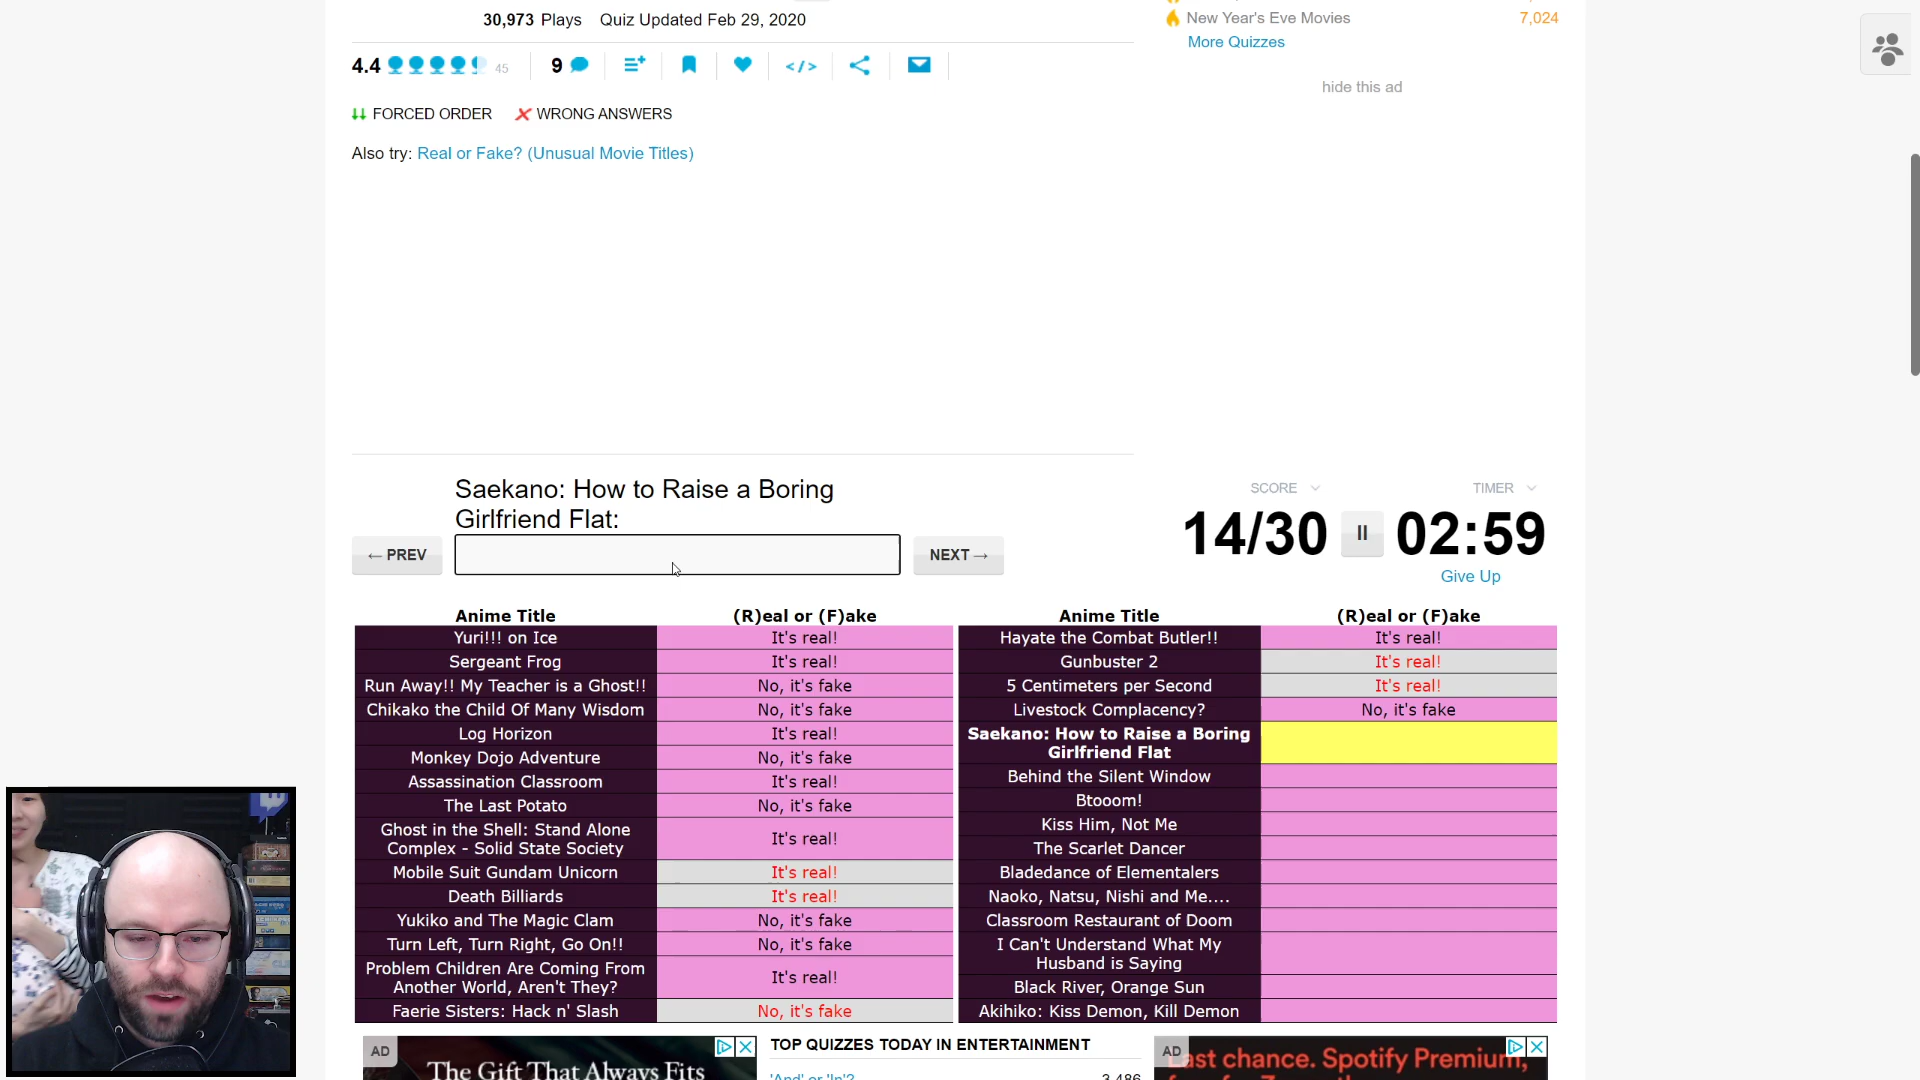 30,973 Plays Quiz Updated Feb 29, 2020
New Year's Eve Movies 7,024
More Quizzes
4.4 45 9 </>
hide this ad
FORCED ORDER WRONG ANSWERS
Also try: Real or Fake? (Unusual Movie Titles)
Saekano: How to Raise a Boring
Girlfriend Flat:
← PREV
NEXT →
SCORE
TIMER
14/30
02:59
Give Up
Anime Title (R)eal or (F)ake
Yuri!!! on Ice It's real!
Sergeant Frog It's real!
Run Away!! My Teacher is a Ghost!! No, it's fake
Chikako the Child Of Many Wisdom No, it's fake
Log Horizon It's real!
Monkey Dojo Adventure No, it's fake
Assassination Classroom It's real!
The Last Potato No, it's fake
Ghost in the Shell: Stand Alone
Complex - Solid State Society It's real!
Mobile Suit Gundam Unicorn It's real!
Death Billiards It's real!
Yukiko and The Magic Clam No, it's fake
Turn Left, Turn Right, Go On!! No, it's fake
Problem Children Are Coming From
Another World, Aren't They? It's real!
Faerie Sisters: Hack n' Slash No, it's fake
Anime Title (R)eal or (F)ake
Hayate the Combat Butler!! It's real!
Gunbuster 2 It's real!
5 Centimeters per Second It's real!
Livestock Complacency? No, it's fake
Saekano: How to Raise a Boring
Girlfriend Flat
Behind the Silent Window
Btooom!
Kiss Him, Not Me
The Scarlet Dancer
Bladedance of Elementalers
Naoko, Natsu, Nishi and Me....
Classroom Restaurant of Doom
I Can't Understand What My
Husband is Saying
Black River, Orange Sun
Akihiko: Kiss Demon, Kill Demon
AD
The Gift That Always Fits
TOP QUIZZES TODAY IN ENTERTAINMENT
'And' or 'In'? 3,486
AD
Last chance. Spotify Premium,